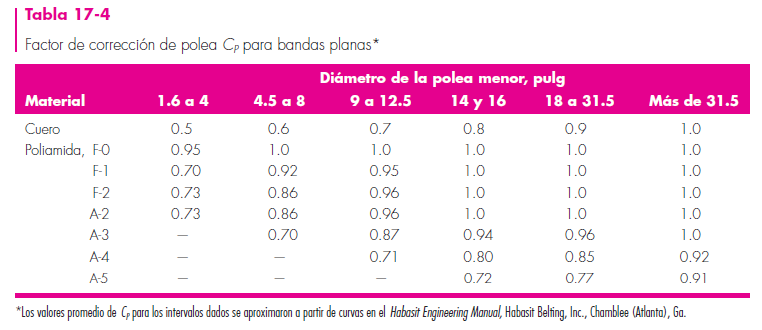 Tabla 17-4
Factor de corrección de polea CP para bandas planas*
Diámetro de la polea menor, pulg
Material 1.6 a 4 4.5 a 8 9 a 12.5 14 y 16 18 a 31.5 Más de 31.5
Cuero 0.5 0.6 0.7 0.8 0.9 1.0
Poliamida, F-0 0.95 1.0 1.0 1.0 1.0 1.0
F-1 0.70 0.92 0.95 1.0 1.0 1.0
F-2 0.73 0.86 0.96 1.0 1.0 1.0
A-2 0.73 0.86 0.96 1.0 1.0 1.0
A-3 — 0.70 0.87 0.94 0.96 1.0
A-4 — — 0.71 0.80 0.85 0.92
A-5 — — — 0.72 0.77 0.91
*Los valores promedio de CP para los intervalos dados se aproximaron a partir de curvas en el Habasit Engineering Manual, Habasit Belting, Inc., Chamblee (Atlanta), Ga.